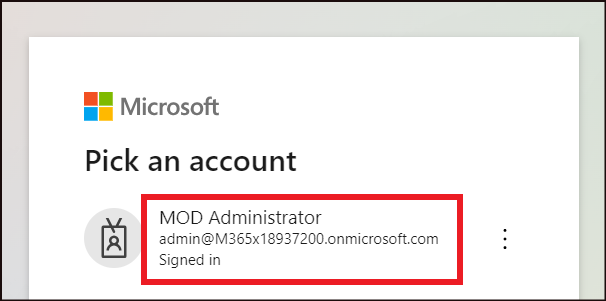 Microsoft
Pick an account
MOD Administrator
admin@M365x18937200.onmicrosoft.com
Signed in